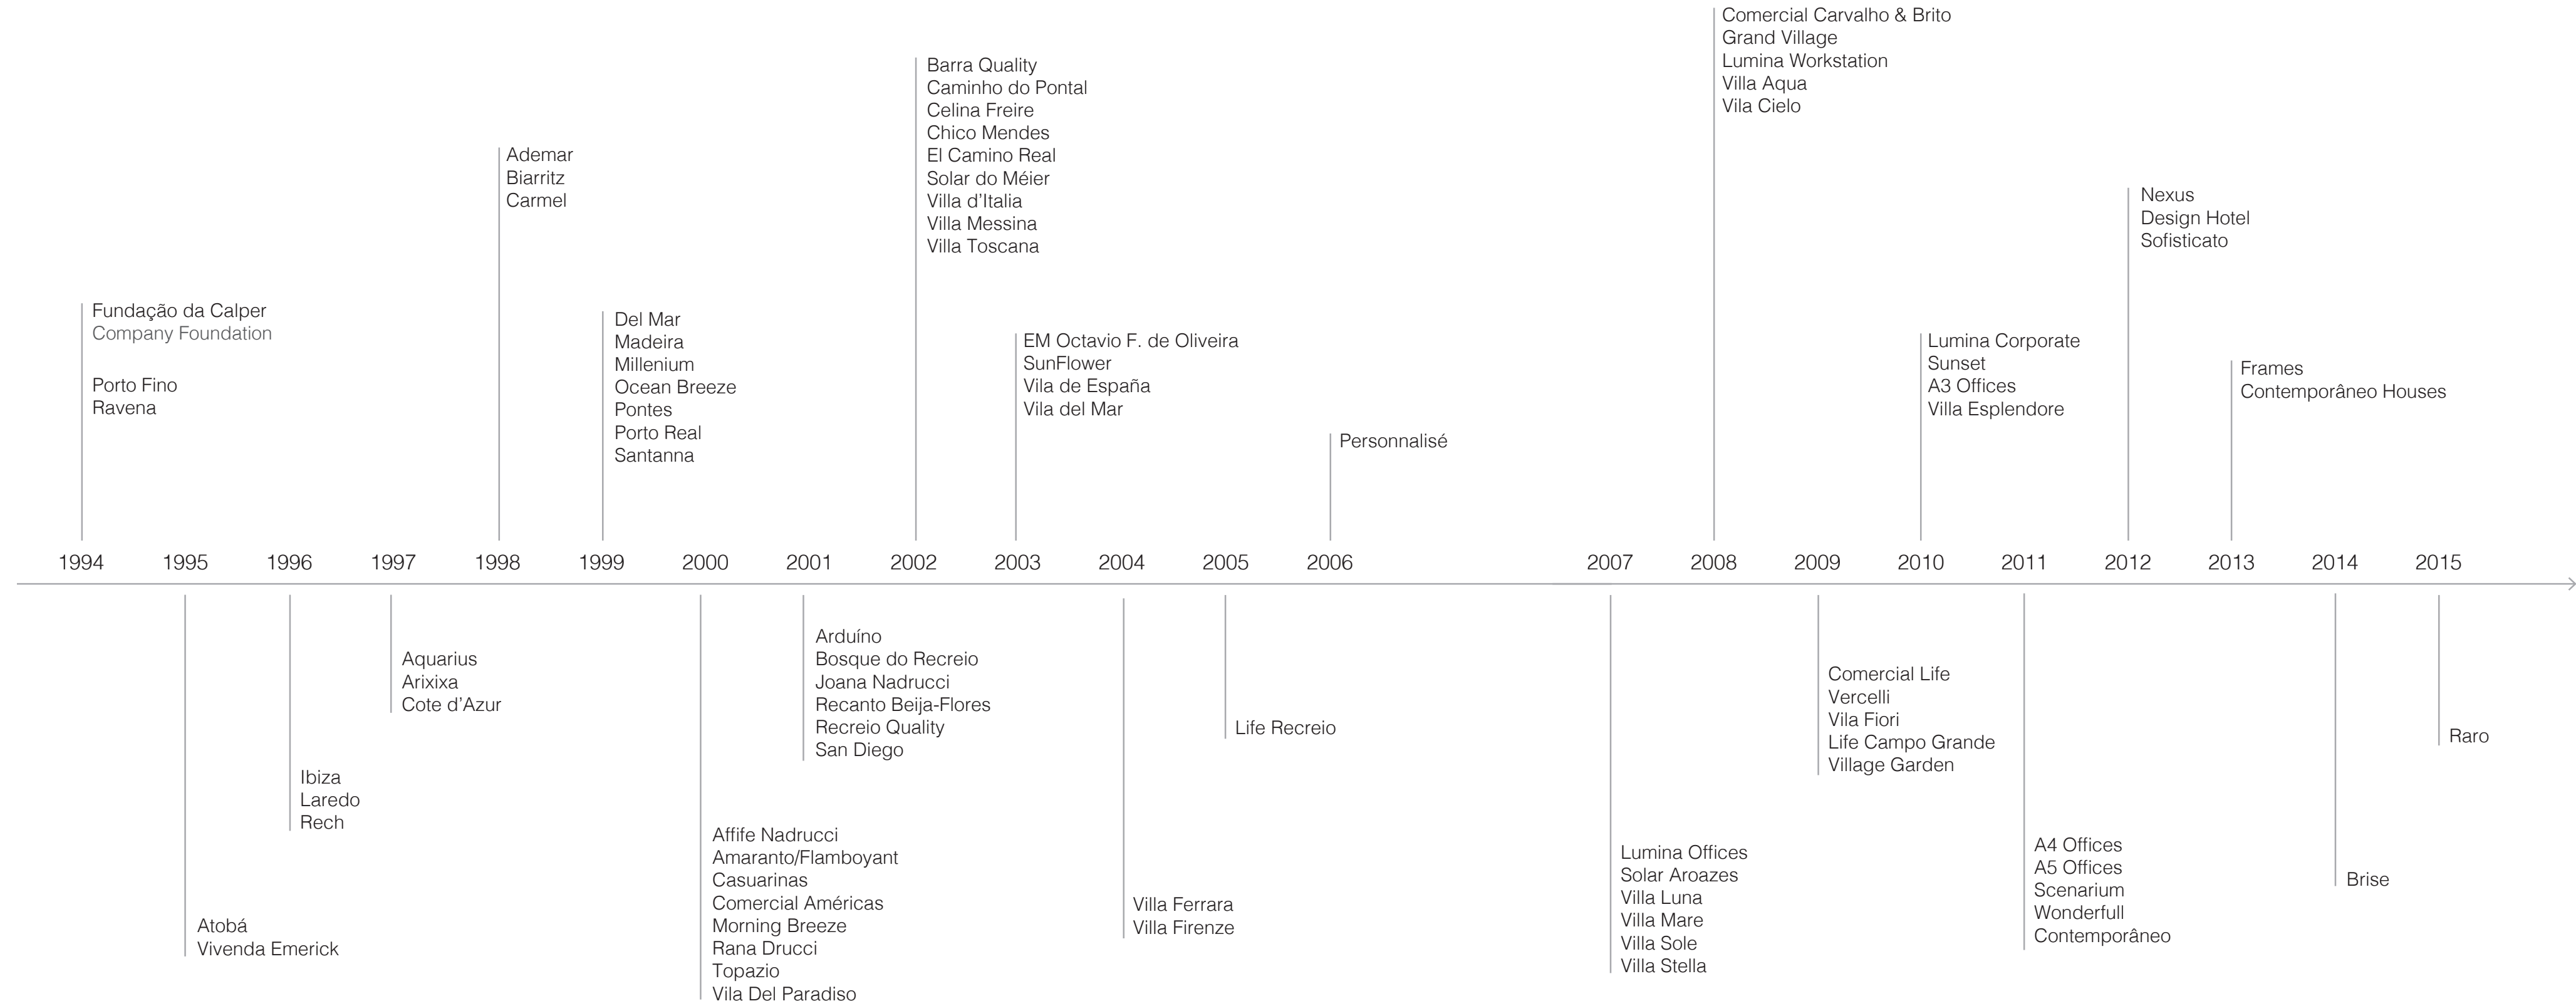 Comercial Carvalho & Brito
Grand Village
Lumina Workstation
Villa Aqua
Vila Cielo
Barra Quality
Caminho do Pontal
Celina Freire
Chico Mendes
El Camino Real
Solar do Méier
Villa d'Italia
Villa Messina
Villa Toscana
Ademar
Biarritz
Carmel
Nexus
Design Hotel
Sofisticato
Fundação da Calper
Company Foundation
Porto Fino
Ravena
Del Mar
Madeira
Millenium
Ocean Breeze
Pontes
Porto Real
Santanna
EM Octavio F. de Oliveira
SunFlower
Vila de España
Vila del Mar
Personnalisé
Lumina Corporate
Sunset
A3 Offices
Villa Esplendore
Frames
Contemporâneo Houses
1994 1995 1996 1997 1998 1999 2000 2001 2002 2003 2004 2005 2006 2007 2008 2009 2010 2011 2012 2013 2014 2015
Atobá
Vivenda Emerick
Ibiza
Laredo
Rech
Aquarius
Arixixa
Cote d'Azur
Affife Nadrucci
Amaranto/Flamboyant
Casuarinas
Comercial Américas
Morning Breeze
Rana Drucci
Topazio
Vila Del Paradiso
Arduíno
Bosque do Recreio
Joana Nadrucci
Recanto Beija-Flores
Recreio Quality
San Diego
Villa Ferrara
Villa Firenze
Life Recreio
Lumina Offices
Solar Aroazes
Villa Luna
Villa Mare
Villa Sole
Villa Stella
Comercial Life
Vercelli
Vila Fiori
Life Campo Grande
Village Garden
A4 Offices
A5 Offices
Scenarium
Wonderfull
Contemporâneo
Brise
Raro